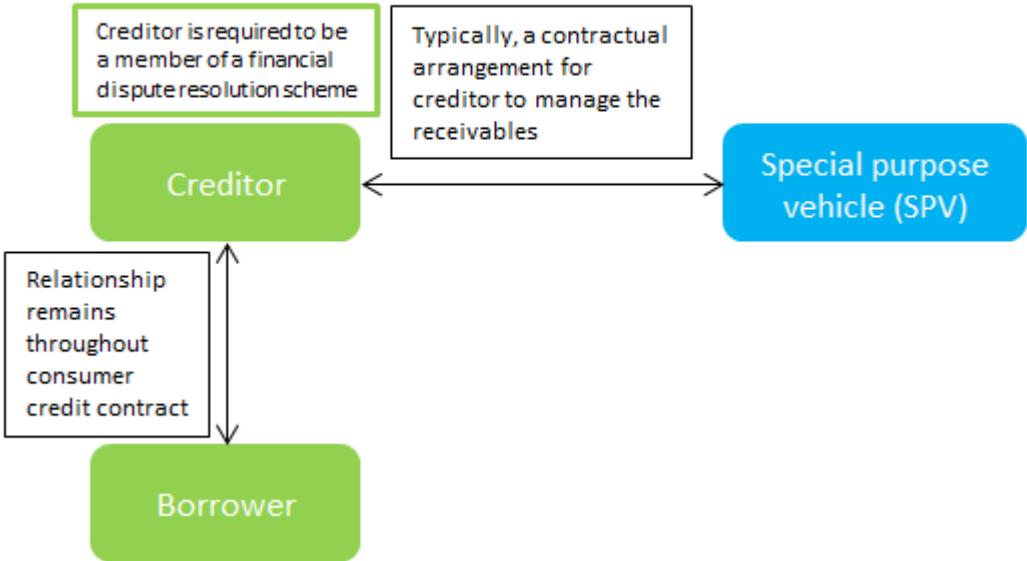 Creditor is required to be
a member of a financial
dispute resolution scheme
Typically, a contractual
arrangement for
creditor to manage the
receivables
Creditor
Special purpose
vehicle (SPV)
Relationship
remains
throughout
consumer
credit contract
Borrower